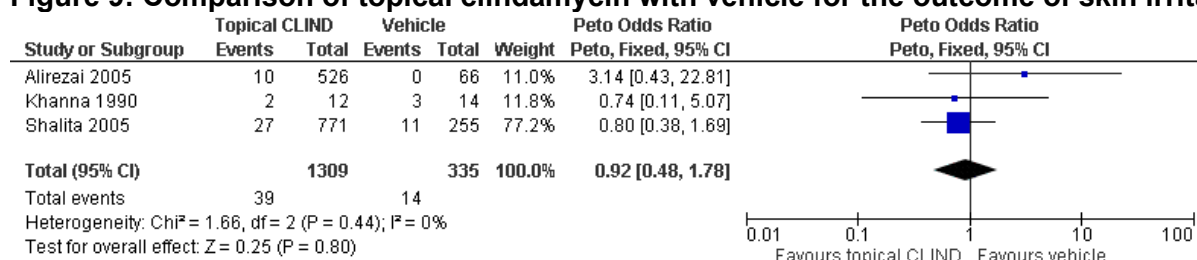 Figure 9: Comparison of topical clindamycin with vehicle for the outcome of skin
Topical CLIND Vehicle Peto Odds Ratio Peto Odds Ratio
Study or Subgroup Events Total Events Total Weight Peto, Fixed, 95% CI Peto, Fixed, 95% CI
Alirezai 2005 10 526 0 66 11.0% 3.14 [0.43, 22.81]
Khanna 1990 2 12 3 14 11.8% 0.74 [0.11, 5.07]
Shalita 2005 27 771 11 255 77.2% 0.80 [0.38, 1.69]
Total (95% CI) 1309 335 100.0% 0.92 [0.48, 1.78]
Total events 39 14
Heterogeneity: Chi² = 1.66, df = 2 (P = 0.44); I² = 0%
Test for overall effect: Z = 0.25 (P = 0.80)
0.01 0.1 1 10 100
Favours topical CLIND Favours vehicle